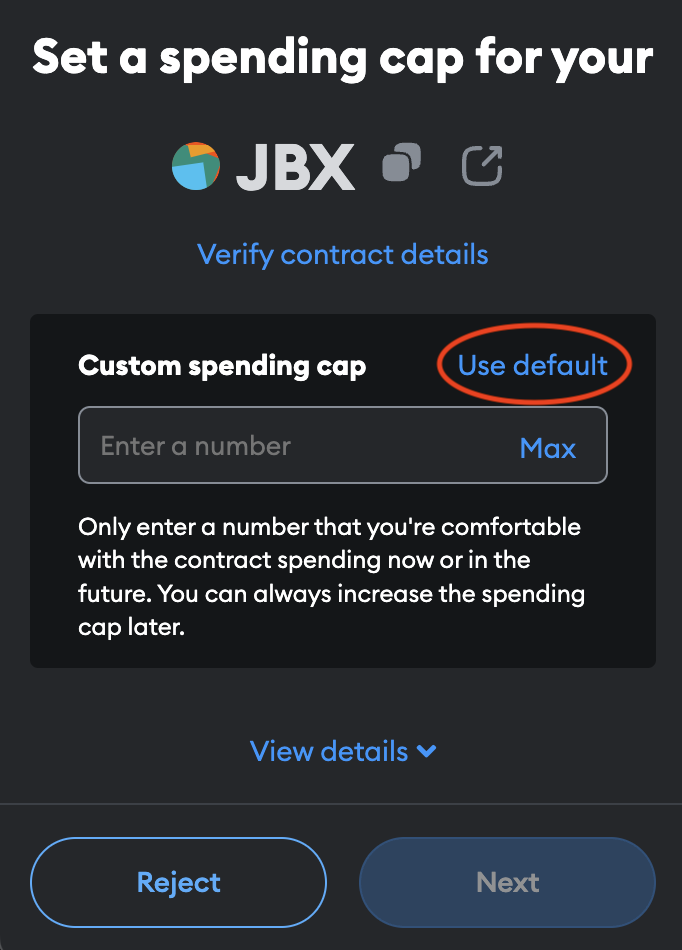 Set a spending cap for your
JBX
Verify contract details
Custom spending cap
Use default
Enter a number
Max
Only enter a number that you're comfortable
with the contract spending now or in the
future. You can always increase the spending
cap later.
View details
Reject
Next